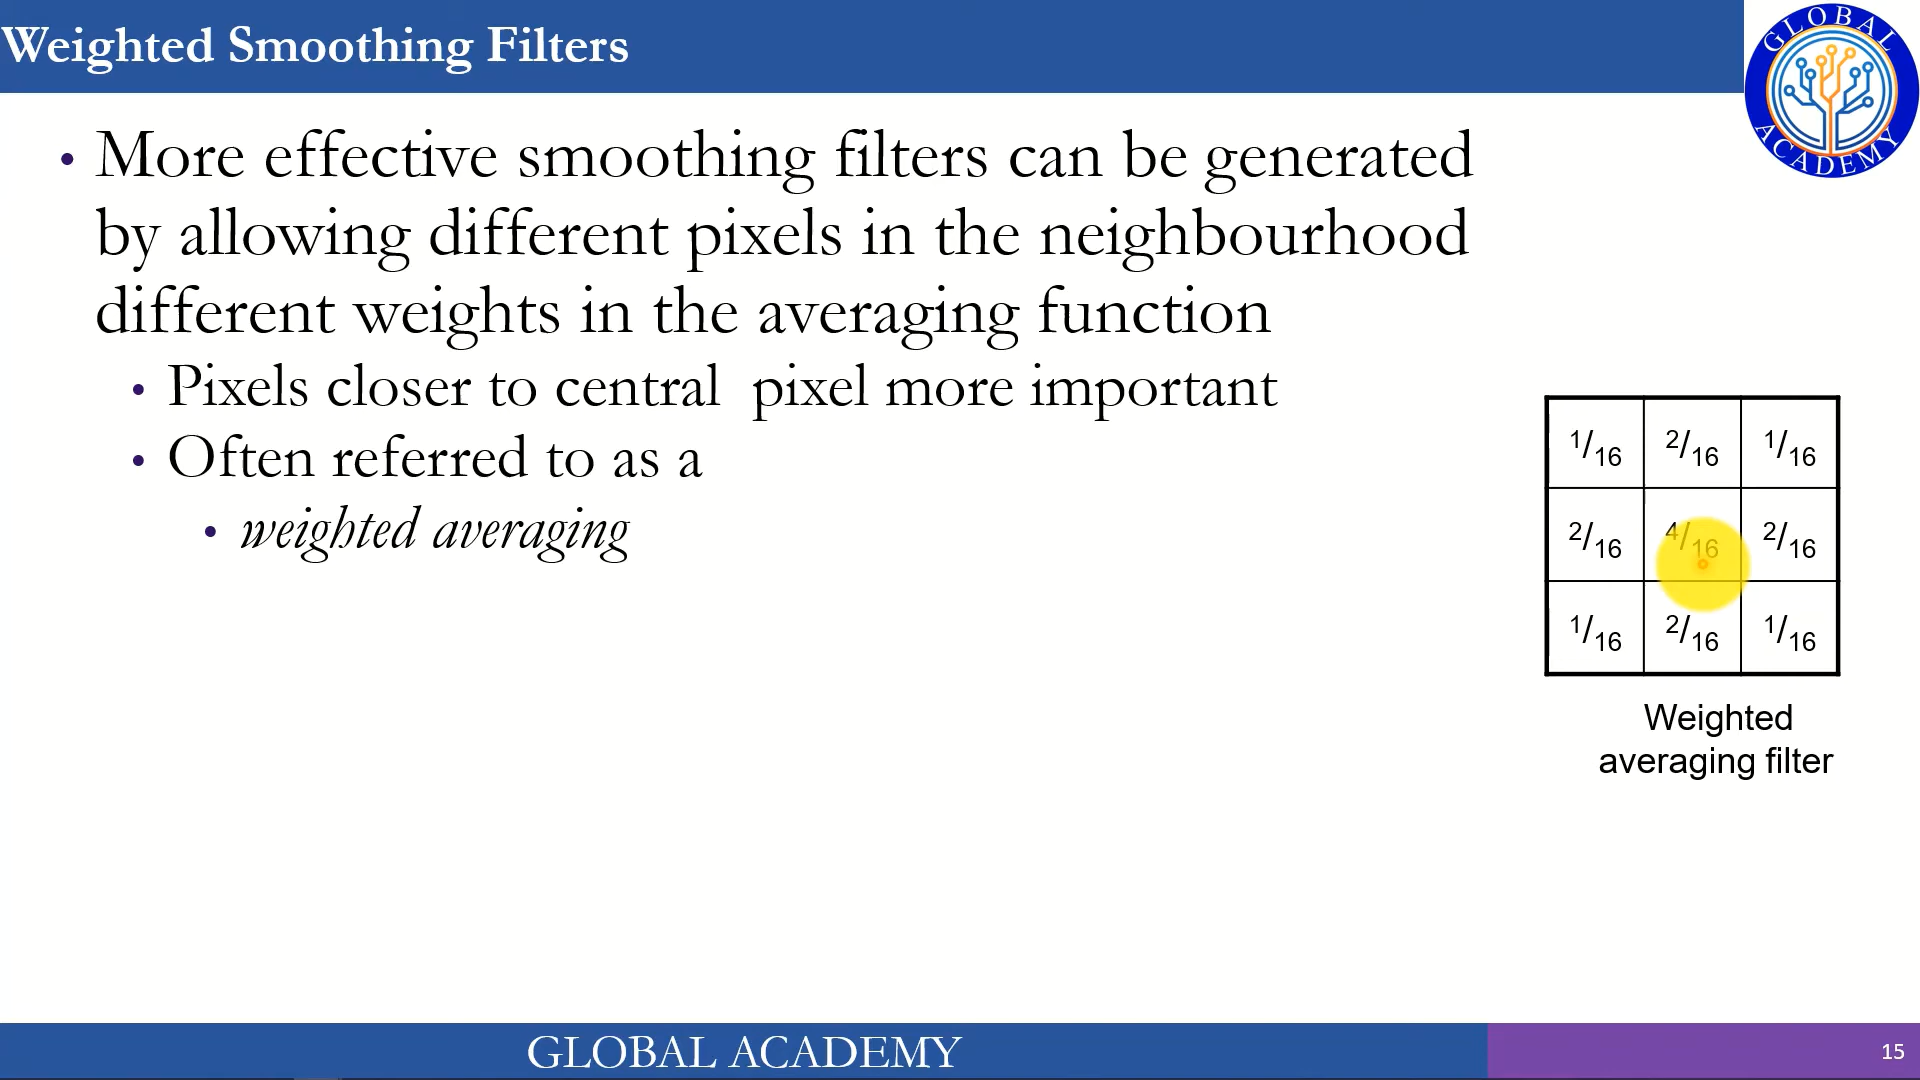 Weighted Smoothing Filters
GLOBAL
ACADEMY
• More effective smoothing filters can be generated
by allowing different pixels in the neighbourhood
different weights in the averaging function
• Pixels closer to central pixel more important
• Often referred to as a
• weighted averaging
1/16 2/16 1/16
2/16 4/16 2/16
1/16 2/16 1/16
Weighted
averaging filter
GLOBAL ACADEMY
15